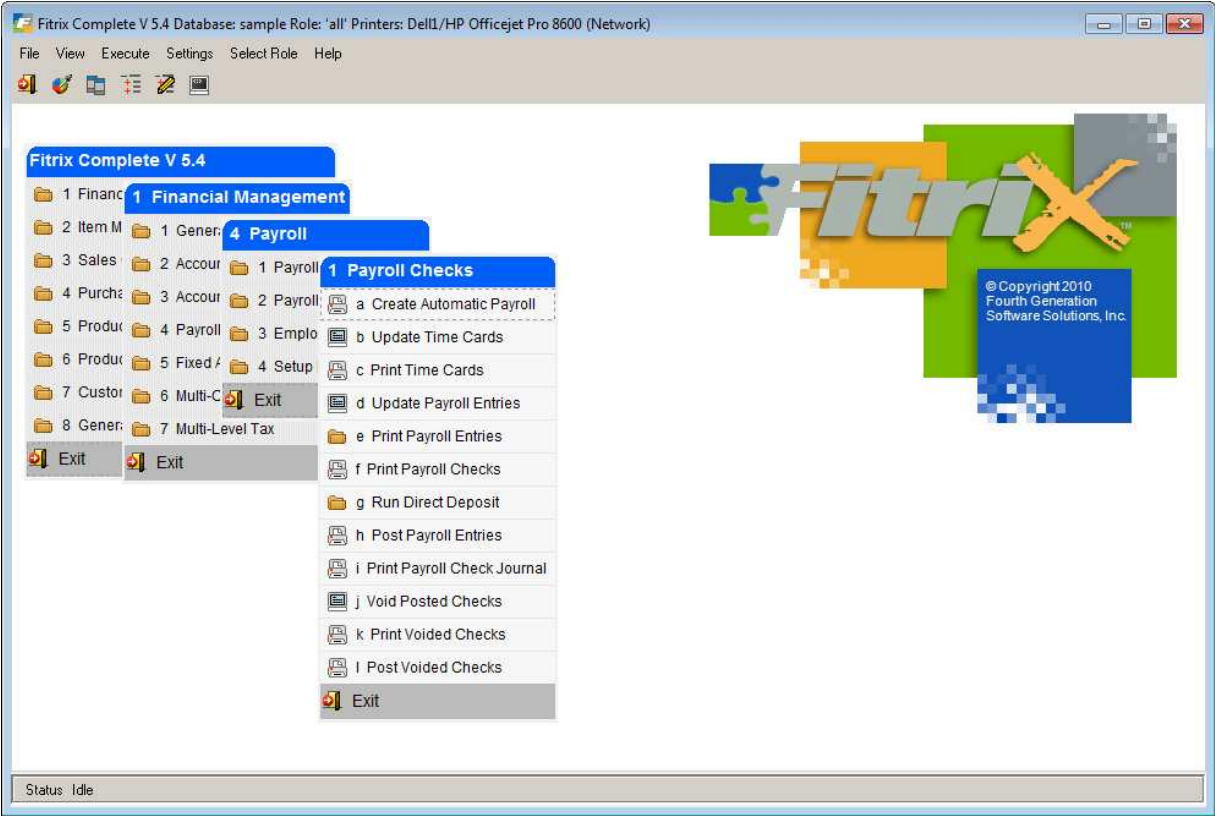 Fitrix Complete V 5.4 Database: sample Role: 'all' Printers: Dell1/HP Officejet Pro 8600 (Network)
File View Execute Settings Select Role Help
Fitrix Complete V 5.4
1 Financ
2 Item M
3 Sales
4 Purcha
5 Produc
6 Produc
7 Custor
8 Genera
Exit
1 Financial Management
1 Genera
2 Accour
3 Accour
4 Payroll
5 Fixed A
6 Multi-C
7 Multi-Level Tax
Exit
4 Payroll
1 Payroll
2 Payroll
3 Emplo
4 Setup
Exit
1 Payroll Checks
a Create Automatic Payroll
b Update Time Cards
c Print Time Cards
d Update Payroll Entries
e Print Payroll Entries
f Print Payroll Checks
g Run Direct Deposit
h Post Payroll Entries
i Print Payroll Check Journal
j Void Posted Checks
k Print Voided Checks
l Post Voided Checks
Exit
FitriX
TM
© Copyright 2010
Fourth Generation
Software Solutions, Inc.
Status Idle